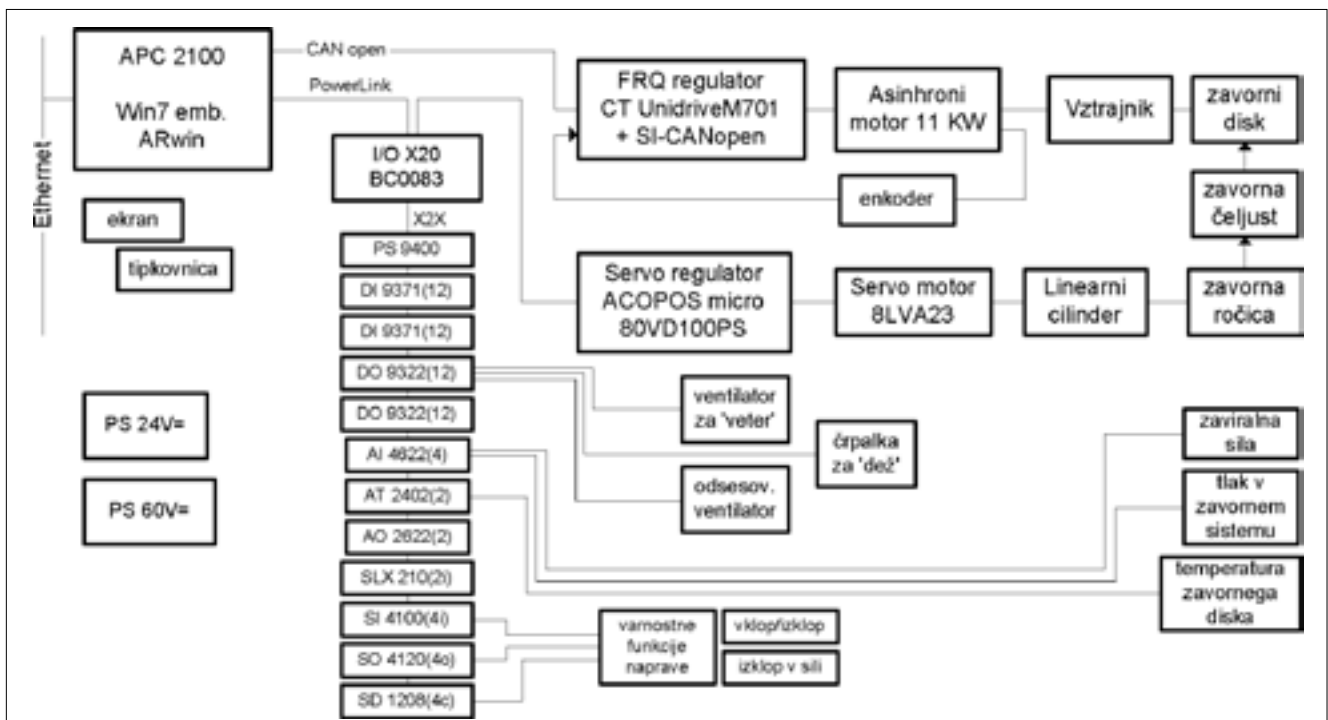 Ethernet
APC 2100
Win7 emb.
ARwin
CAN open
PowerLink
I/O X20
BC0083
X2X
FRQ regulator
CT UnidriveM701
+ SI-CANopen
Asinhroni
motor 11 KW
Vztrajnik
zavorni
disk
enkoder
zavorna
čeljust
ekran
tipkovnica
PS 9400
DI 9371(12)
DI 9371(12)
DO 9322(12)
DO 9322(12)
AI 4622(4)
AT 2402(2)
AO 2622(2)
SLX 210(2i)
SI 4100(4i)
SO 4120(4o)
SD 1208(4c)
Servo regulator
ACOPOS micro
80VD100PS
Servo motor
8LVA23
Linearni
cilinder
zavorna
ročica
PS 24V=
PS 60V=
ventilator
za 'veter'
črpalka
za 'dež'
odsesov.
ventilator
zaviralna
sila
tlak v
zavornem
sistemu
temperatura
zavornega
diska
varnostne
funkcije
naprave
vklop/izklop
izklop v sili